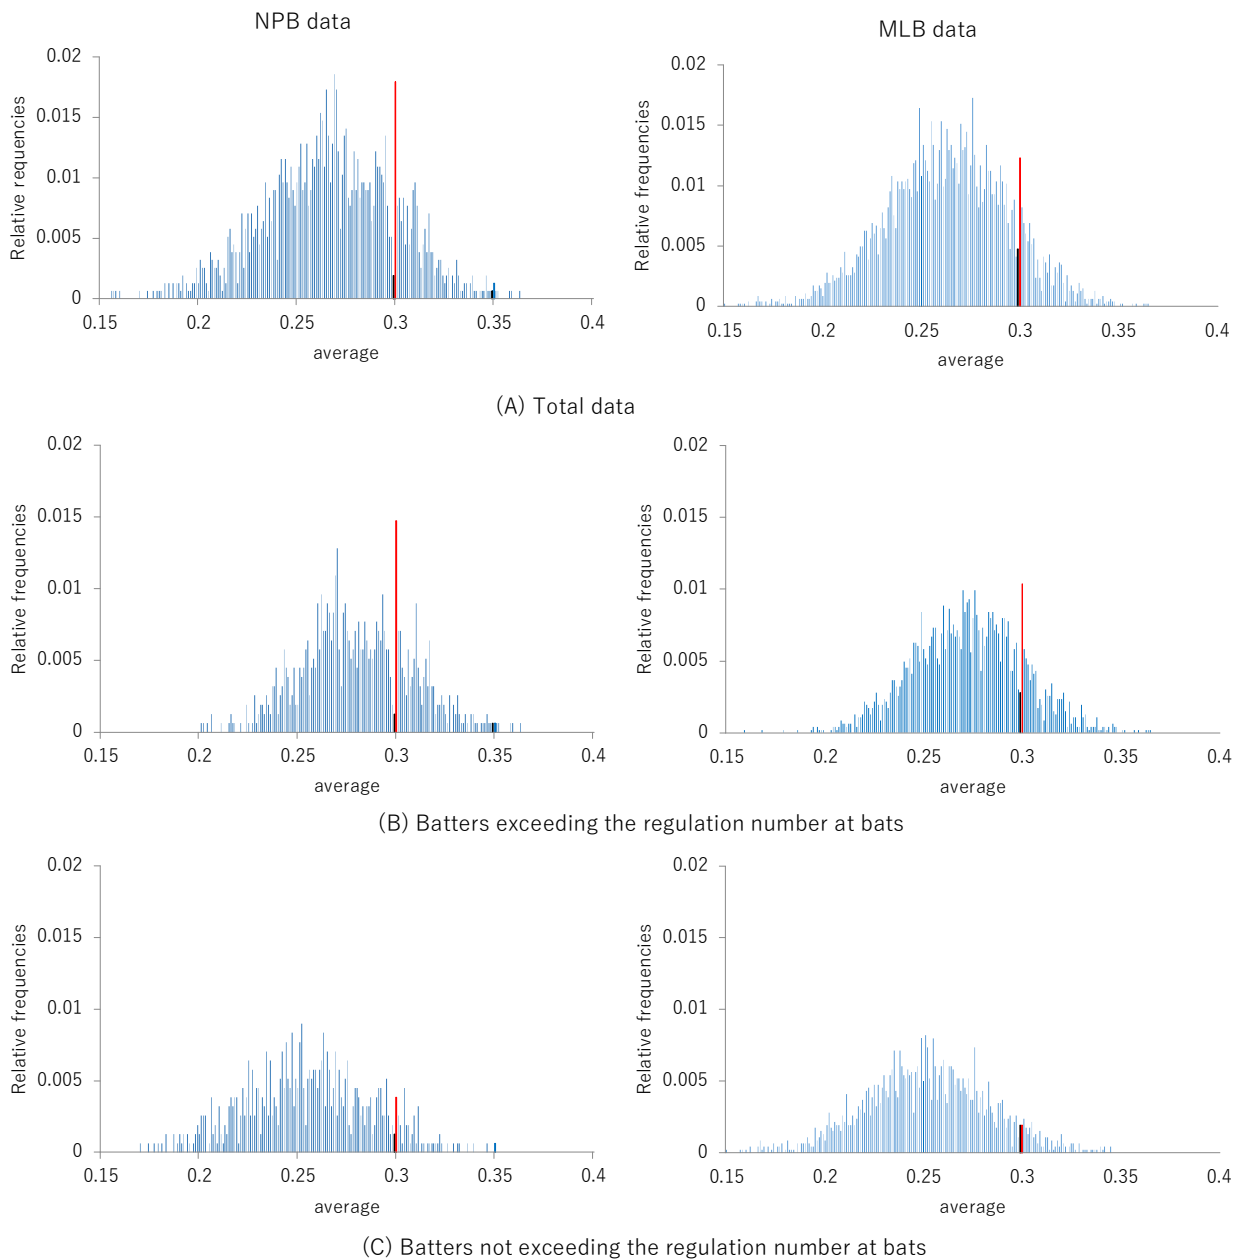 NPB data
MLB data
Relative requencies
0.02
0.015
0.01
0.005
0
0.15 0.2 0.25 0.3 0.35 0.4
average
Relative frequencies
0.02
0.015
0.01
0.005
0
0.15 0.2 0.25 0.3 0.35 0.4
average
(A) Total data
Relative frequencies
0.02
0.015
0.01
0.005
0
0.15 0.2 0.25 0.3 0.35 0.4
average
Relative frequencies
0.02
0.015
0.01
0.005
0
0.15 0.2 0.25 0.3 0.35 0.4
average
(B) Batters exceeding the regulation number at bats
Relative frequencies
0.02
0.015
0.01
0.005
0
0.15 0.2 0.25 0.3 0.35 0.4
average
Relative frequencies
0.02
0.015
0.01
0.005
0
0.15 0.2 0.25 0.3 0.35 0.4
average
(C) Batters not exceeding the regulation number at bats